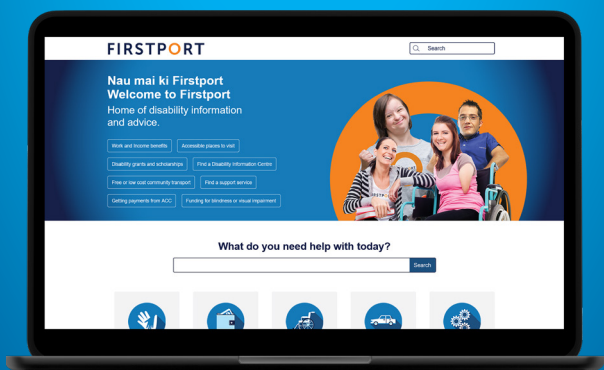 FIRSTPORT
Search
Nau mai ki Firstport
Welcome to Firstport
Home of disability information
and advice.
Work and Income benefits
Accessible places to visit
Disability grants and scholarships
Find a Disability Information Centre
Free or low cost community transport
Find a support service
Getting payments from ACC
Funding for blindness or visual impairment
What do you need help with today?
Search